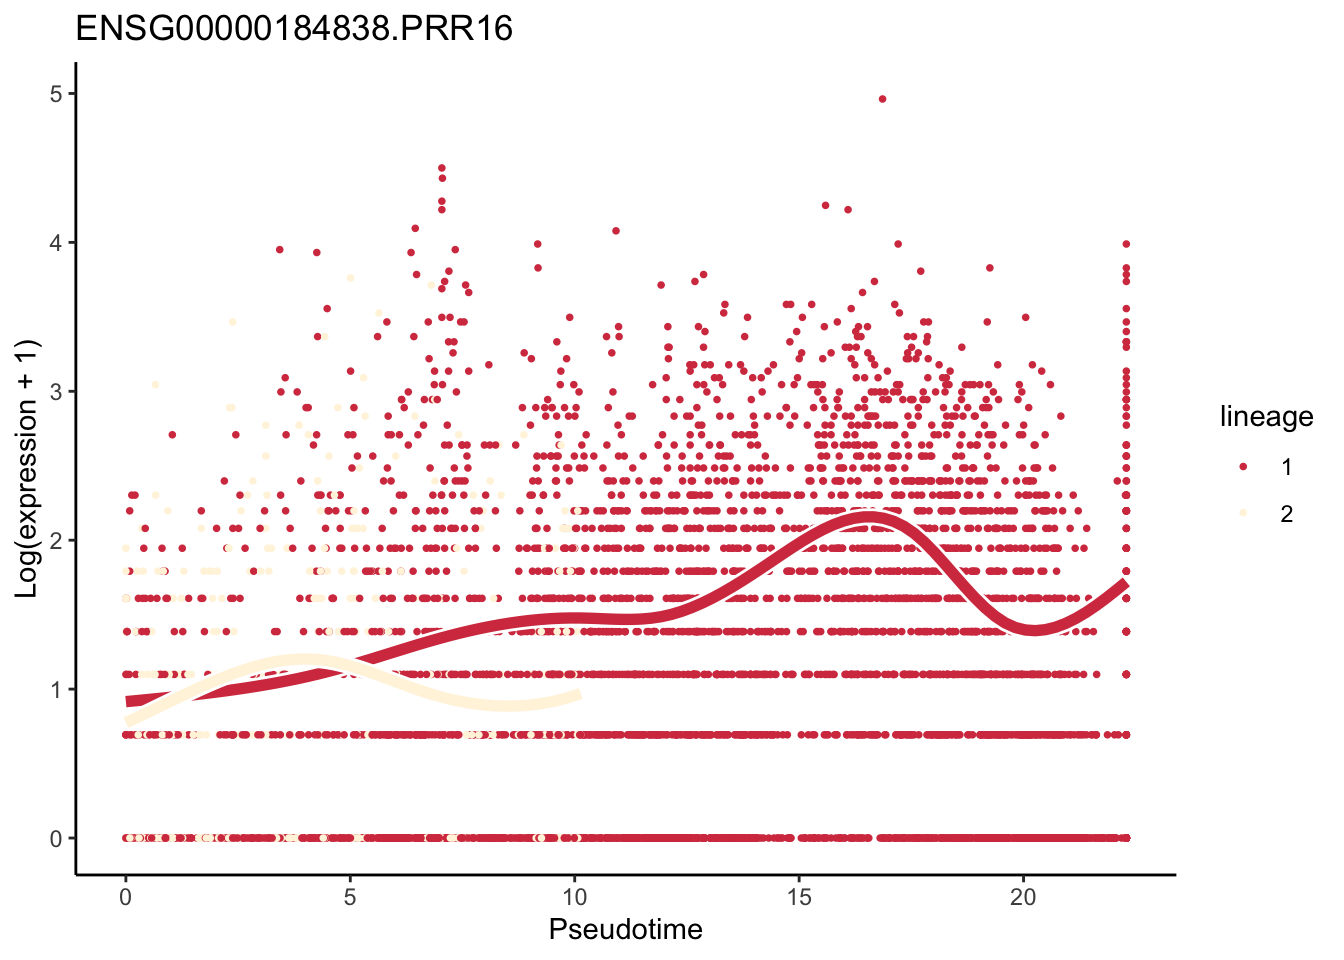 ENSG00000184838.PRR16
5
4
3
2
1
0
Log(expression + 1)
0 5 10 15 20
Pseudotime
lineage
1
2